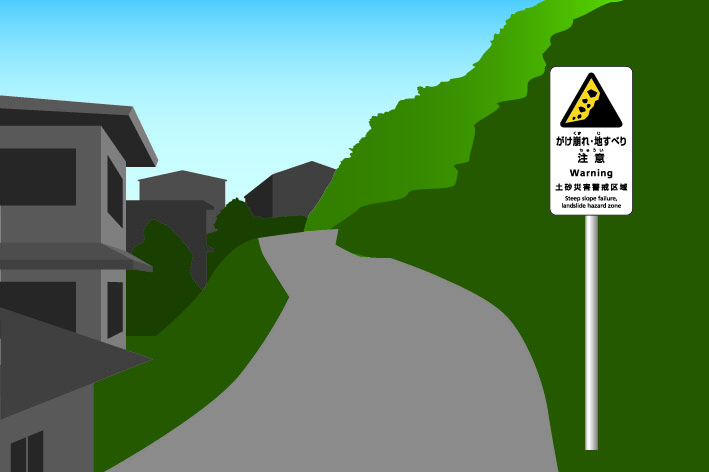 がけ崩れ・地すべり
注意
Warning
土砂災害警戒区域
Steep slope failure,
landslide hazard zone